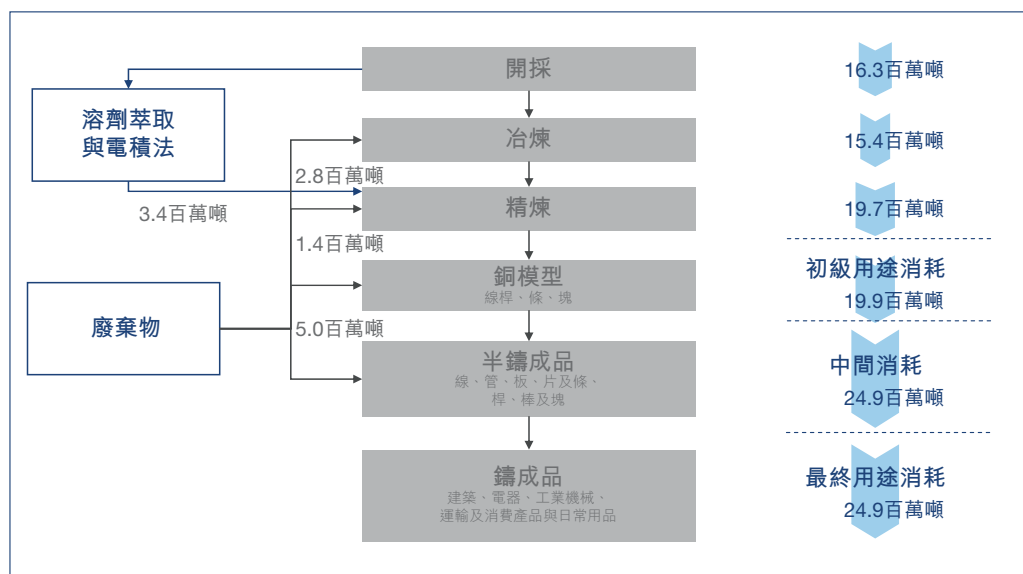 開採
16.3百萬噸
溶劑萃取
與電積法
冶煉
15.4百萬噸
2.8百萬噸
3.4百萬噸
精煉
19.7百萬噸
1.4百萬噸
銅模型
線桿、條、塊
初級用途消耗
19.9百萬噸
廢棄物
5.0百萬噸
半鑄成品
線、管、板、片及條、
桿、棒及塊
中間消耗
24.9百萬噸
鑄成品
建築、電器、工業機械、
運輸及消費產品與日常用品
最終用途消耗
24.9百萬噸